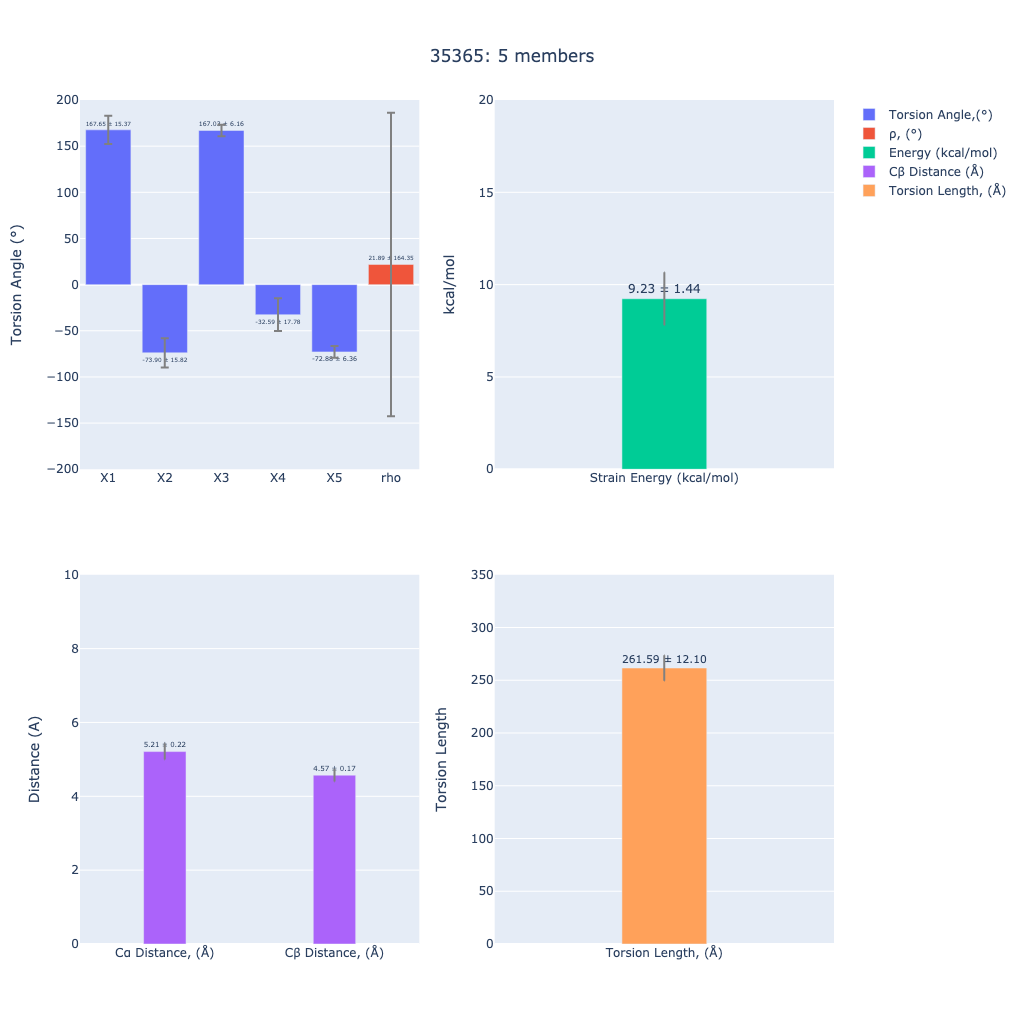 35365: 5 members
Torsion Angle (°)
200
150
100
50
0
−50
−100
−150
−200
167.65 ± 15.37
-73.90 ± 15.82
167.02 ± 6.16
-32.59 ± 17.78
-72.88 ± 6.36
21.89 ± 164.35
X1 X2 X3 X4 X5 rho
kcal/mol
20
15
10
5
0
9.23 ± 1.44
Strain Energy (kcal/mol)
Torsion Angle,(°)
ρ, (°)
Energy (kcal/mol)
Cβ Distance (Å)
Torsion Length, (Å)
Distance (A)
10
8
6
4
2
0
5.21 ± 0.22
4.57 ± 0.17
Cα Distance, (Å) Cβ Distance, (Å)
Torsion Length
350
300
250
200
150
100
50
0
261.59 ± 12.10
Torsion Length, (Å)